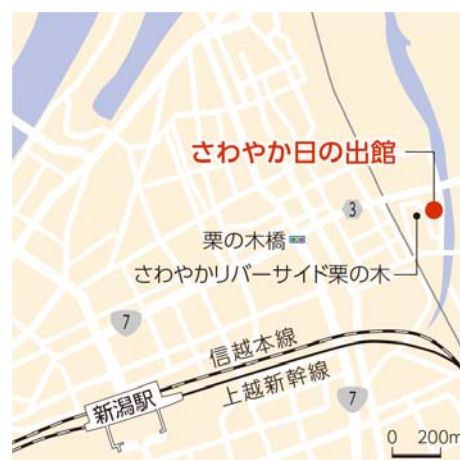 さわやか日の出館
3
栗の木橋
さわやかリバーサイド栗の木
7
信越本線
上越新幹線
新潟駅
7
0 200m